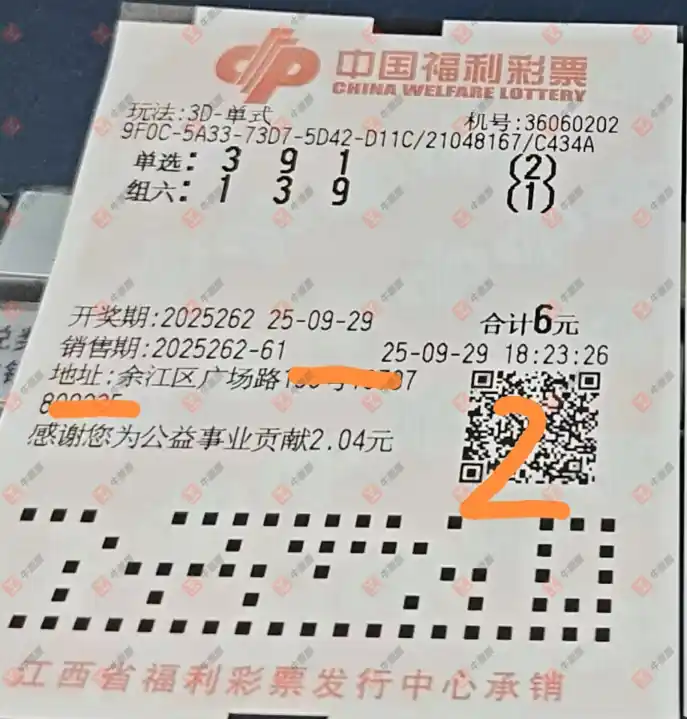 中国福利彩票
CHINA WELFARE LOTTERY
玩法:3D-单式 机号:36060202
9F0C-5A33-73D7-5D42-D11C/21048167/C434A
单选: 3 9 1 (2)
组六: 1 3 9 (1)
开奖期:2025262 25-09-29 合计6元
销售期:2025262-61 25-09-29 18:23:26
地址:余江区广场路
感谢您为公益事业贡献2.04元
2
江西省福利彩票发行中心承销